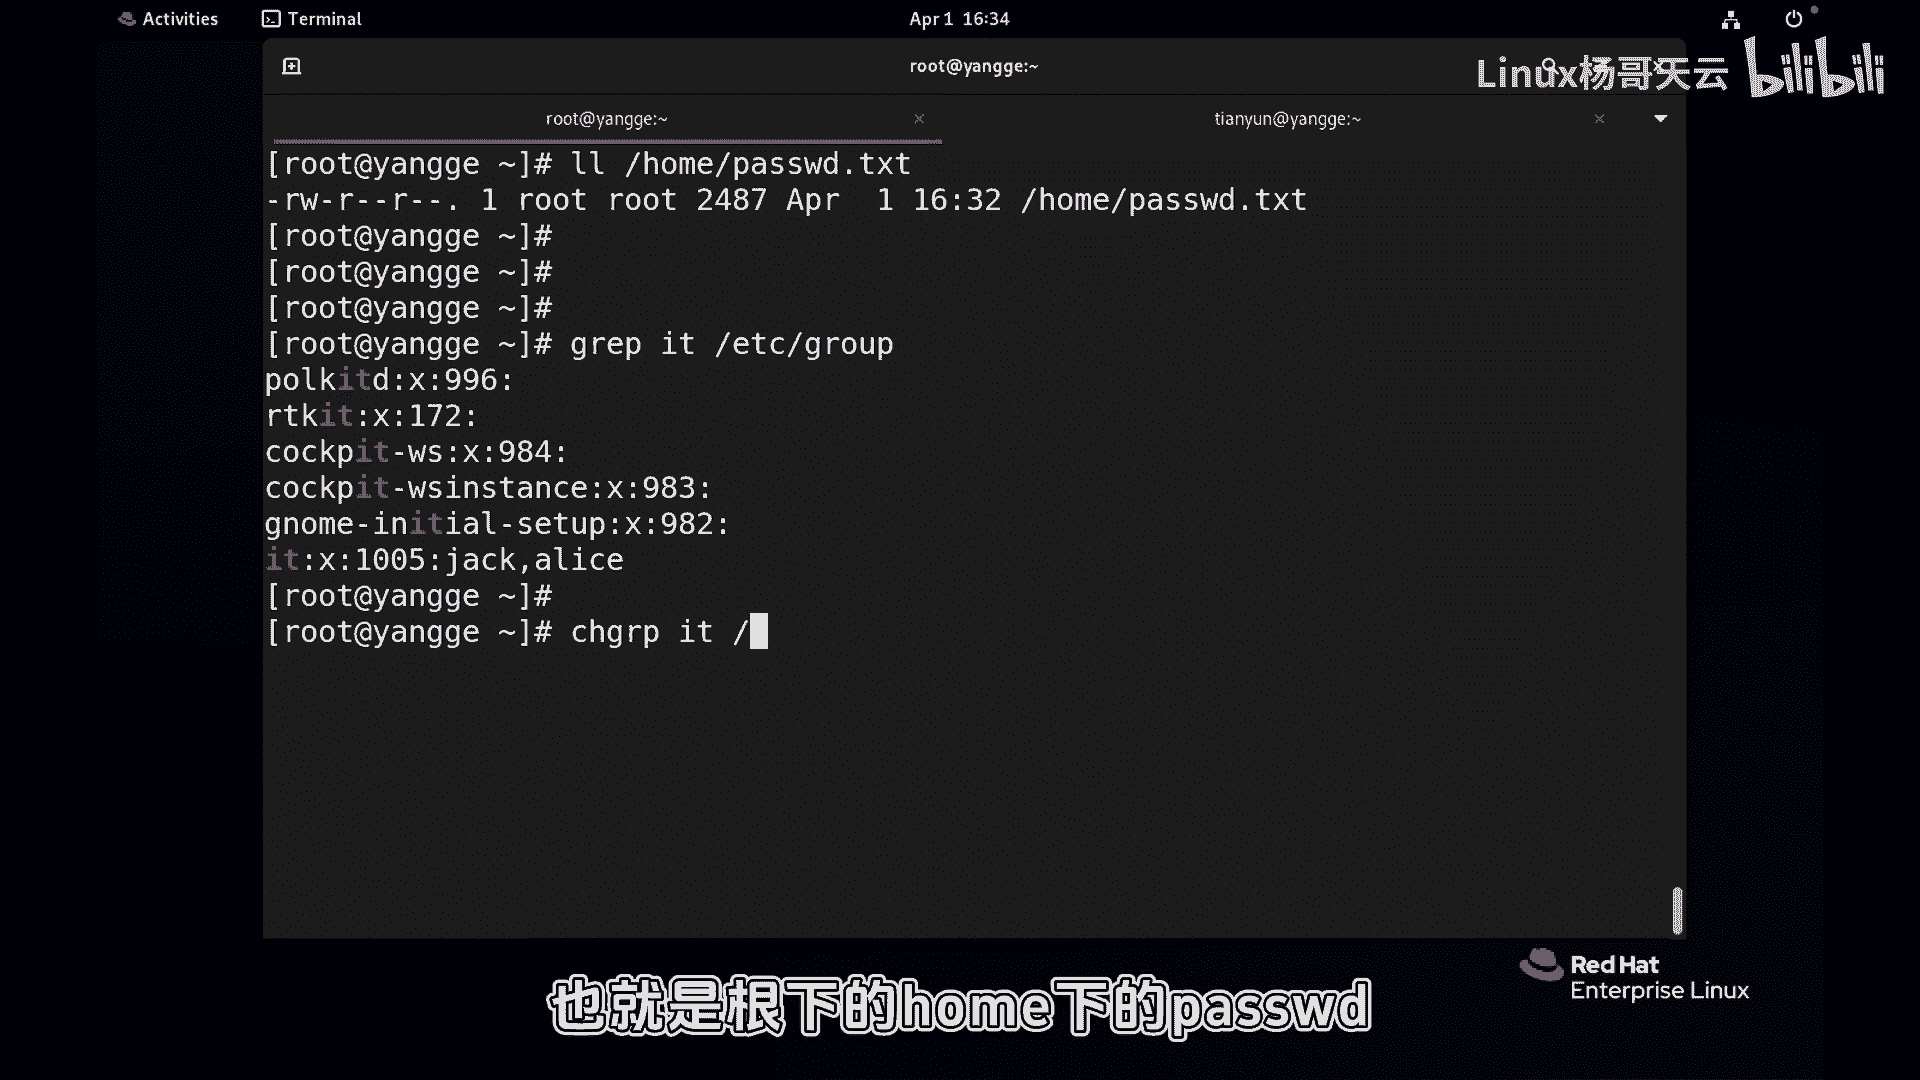 Activities
Terminal
Apr 1 16:34
root@yangge:~
Linux杨哥天云 bilibili
root@yangge:~
tianyun@yangge:~
[root@yangge ~]# ll /home/passwd.txt
-rw-r--r--. 1 root root 2487 Apr  1 16:32 /home/passwd.txt
[root@yangge ~]#
[root@yangge ~]#
[root@yangge ~]#
[root@yangge ~]# grep it /etc/group
polkitd:x:996:
rtkit:x:172:
cockpit-ws:x:984:
cockpit-wsinstance:x:983:
gnome-initial-setup:x:982:
it:x:1005:jack,alice
[root@yangge ~]#
[root@yangge ~]# chgrp it /
Red Hat
Enterprise Linux
也就是根下的home下的passwd